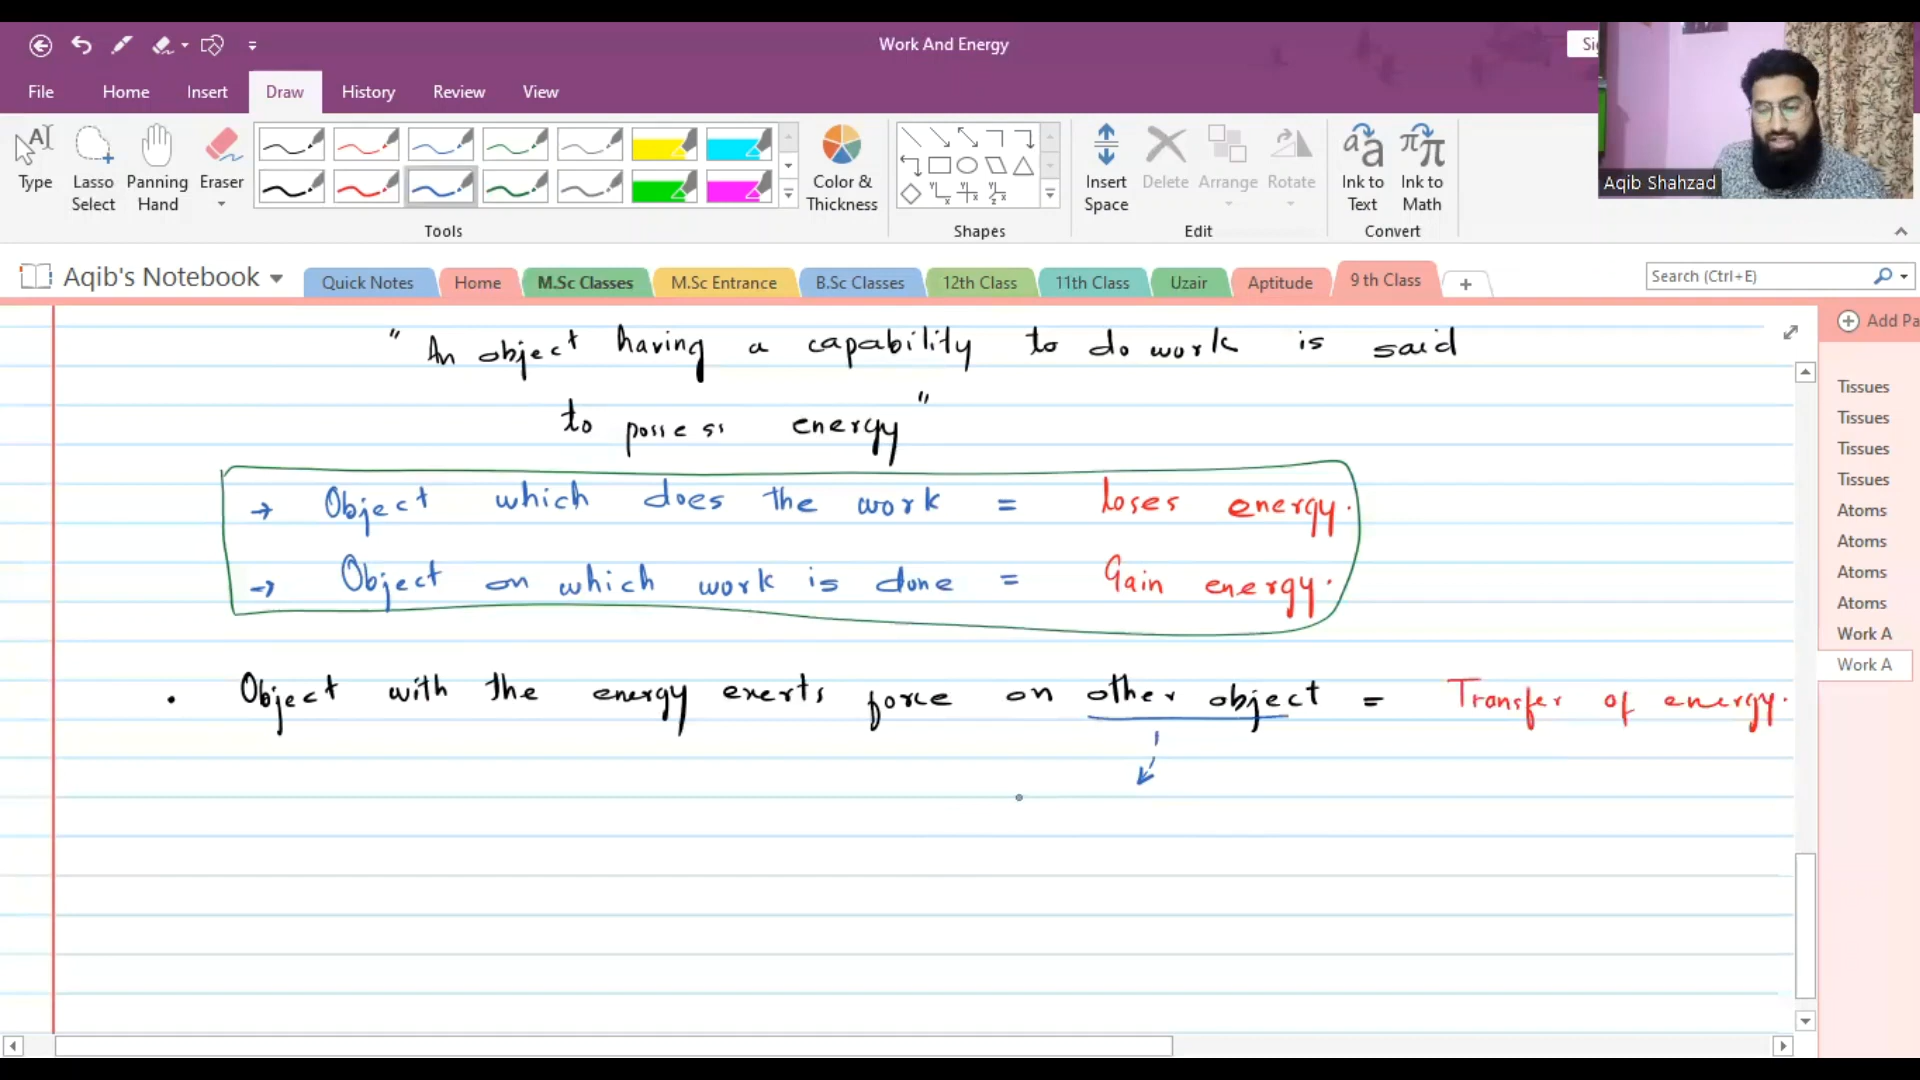 Work And Energy
File Home Insert Draw History Review View
Type
Lasso Select
Panning Hand
Eraser
Color & Thickness
Insert Space
Delete
Arrange
Rotate
Ink to Text
Ink to Math
Tools
Shapes
Edit
Convert
Aqib Shahzad
Aqib's Notebook
Quick Notes Home M.Sc Classes M.Sc Entrance B.Sc Classes 12th Class 11th Class Uzair Aptitude 9 th Class
Search (Ctrl+E)
" An object having a capability to do work is said
to possess energy "
→ Object which does the work = loses energy.
→ Object on which work is done = Gain energy.
• Object with the energy exerts force on other object = Transfer of energy.
Add Pa
Tissues
Tissues
Tissues
Tissues
Atoms
Atoms
Atoms
Atoms
Work A
Work A